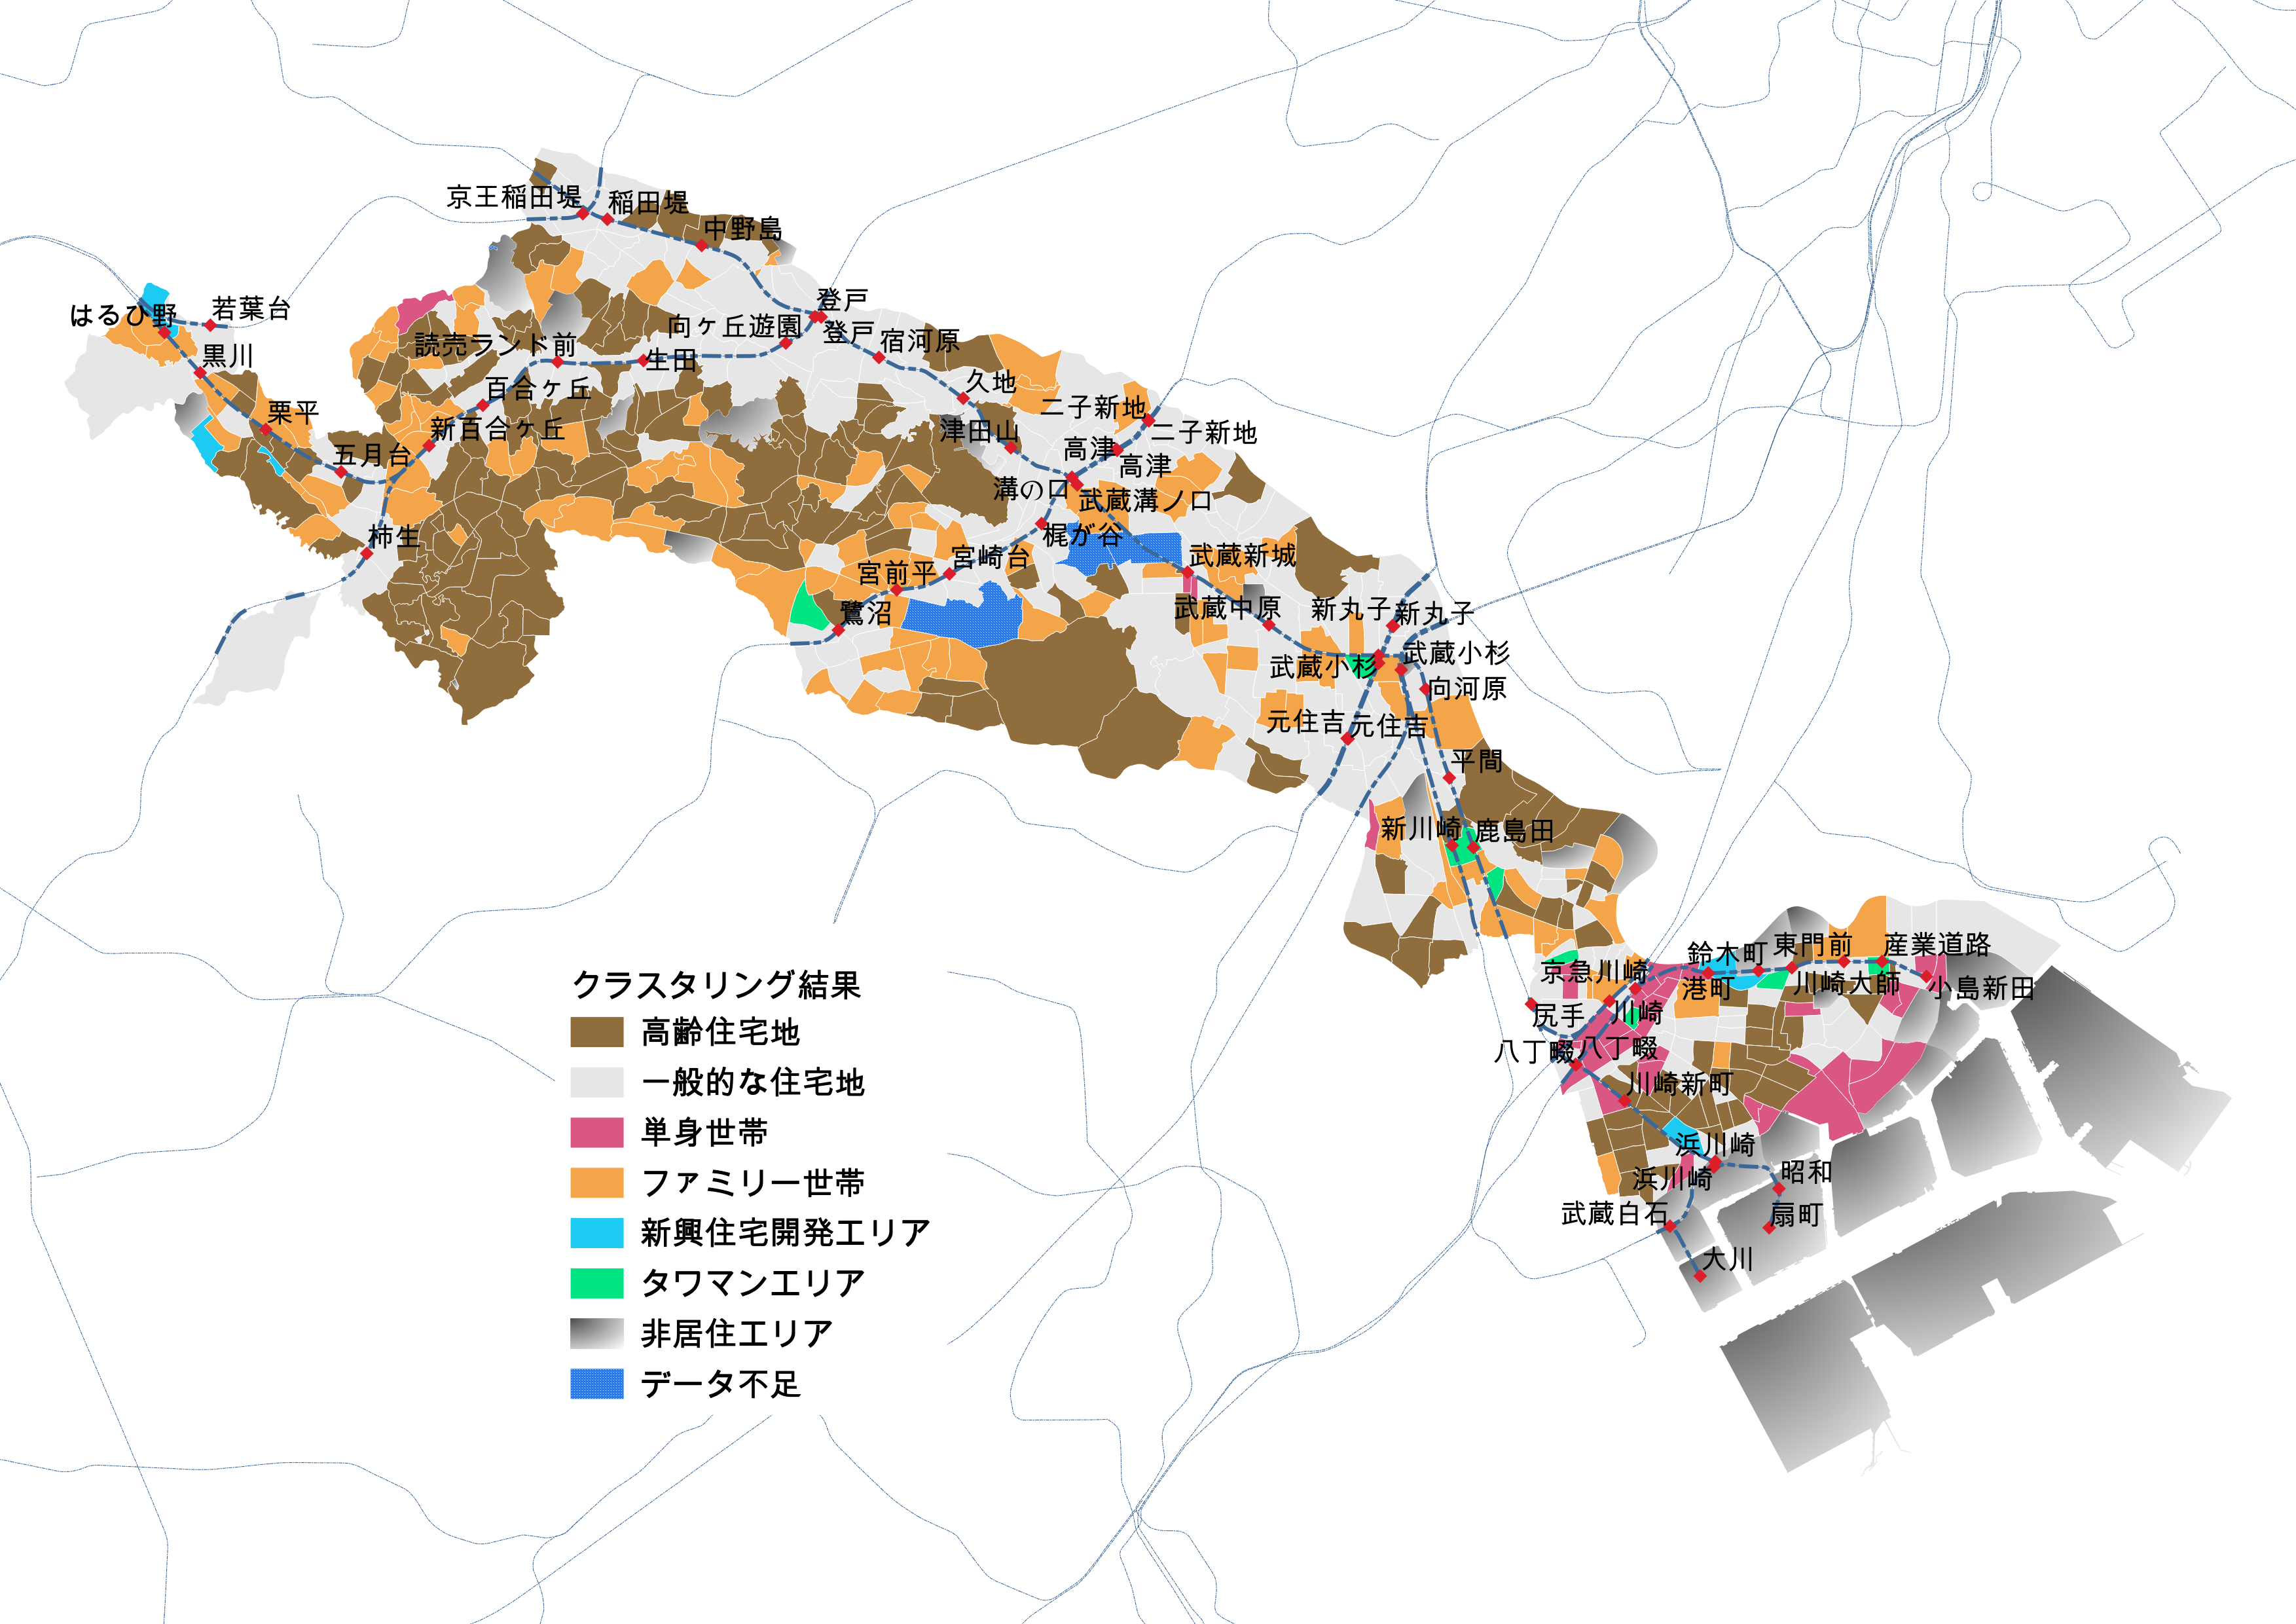 京王稲田堤
稲田堤
中野島
はるひ野
若葉台
登戸
向ヶ丘遊園
登戸
宿河原
読売ランド前
生田
黒川
百合ヶ丘
久地
栗平
新百合ヶ丘
二子新地
二子新地
津田山
高津
高津
五月台
溝の口
武蔵溝ノ口
柿生
梶が谷
宮崎台
武蔵新城
宮前平
鷺沼
武蔵中原
新丸子
新丸子
武蔵小杉
武蔵小杉
向河原
元住吉
元住吉
平間
新川崎
鹿島田
鈴木町
東門前
産業道路
京急川崎
港町
川崎大師
小島新田
尻手
川崎
八丁畷
八丁畷
川崎新町
浜川崎
浜川崎
昭和
武蔵白石
扇町
大川
クラスタリング結果
高齢住宅地
一般的な住宅地
単身世帯
ファミリー世帯
新興住宅開発エリア
タワマンエリア
非居住エリア
データ不足